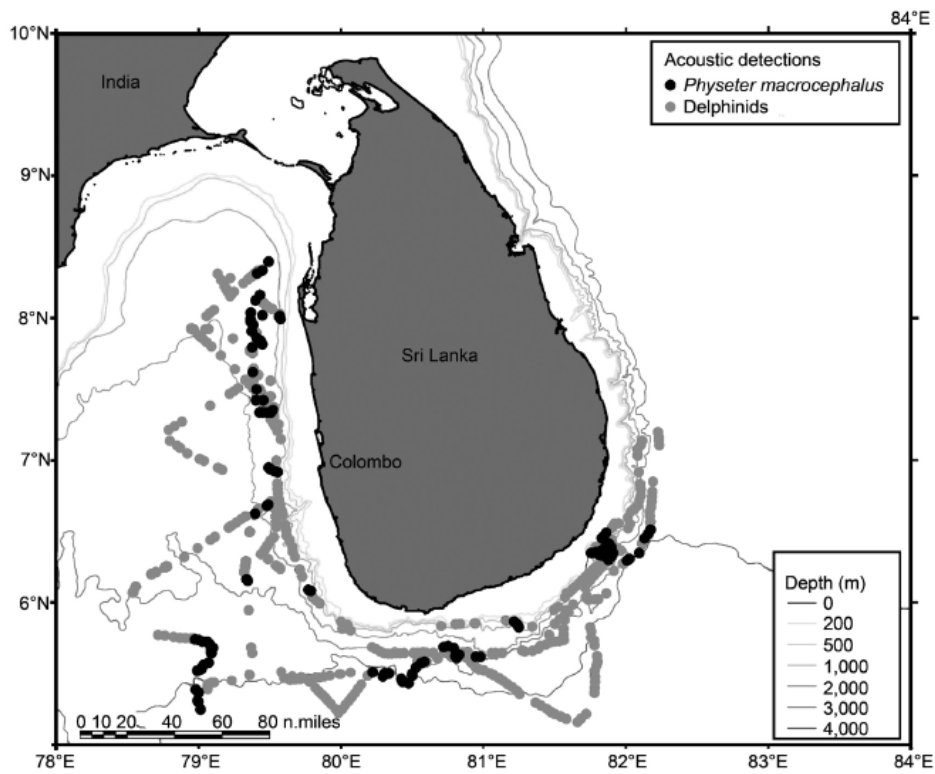 84°E
10°N
India
Acoustic detections
Physeter macrocephalus
Delphinids
9°N
8°N
Sri Lanka
7°N
Colombo
6°N
Depth (m)
0
200
500
1,000
2,000
3,000
4,000
0 10 20 40 60 80 n.miles
78°E 79°E 80°E 81°E 82°E 83°E 84°E